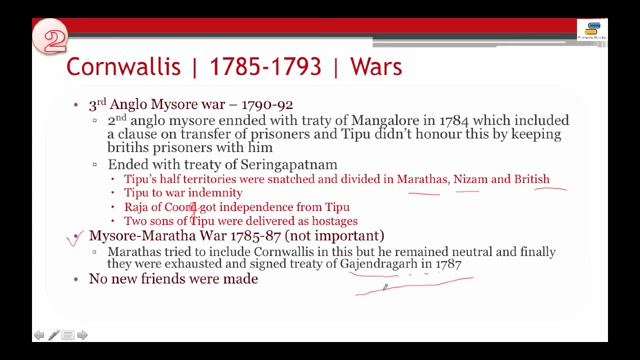 2
Cornwallis | 1785-1793 | Wars
• 3rd Anglo Mysore war – 1790-92
▫ 2nd anglo mysore ennded with traty of Mangalore in 1784 which included
a clause on transfer of prisoners and Tipu didn't honour this by keeping
britihs prisoners with him
▫ Ended with treaty of Seringapatnam
• Tipu's half territories were snatched and divided in Marathas, Nizam and British
• Tipu to war indemnity
• Raja of Coorg got independence from Tipu
• Two sons of Tipu were delivered as hostages
• Mysore-Maratha War 1785-87 (not important)
▫ Marathas tried to include Cornwallis in this but he remained neutral and finally
they were exhausted and signed treaty of Gajendragarh in 1787
• No new friends were made